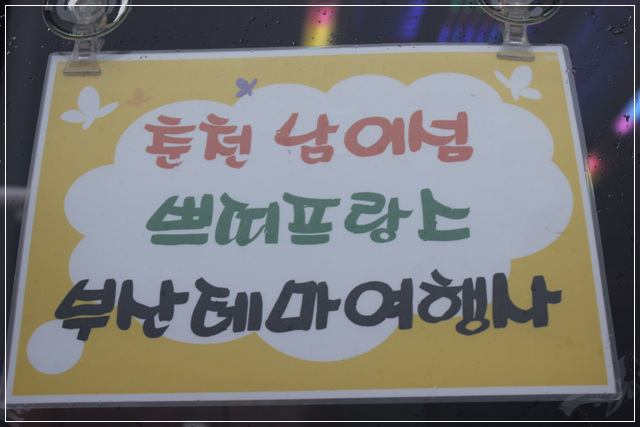 춘천 남이섬
쁘띠프랑스
부산테마여행사